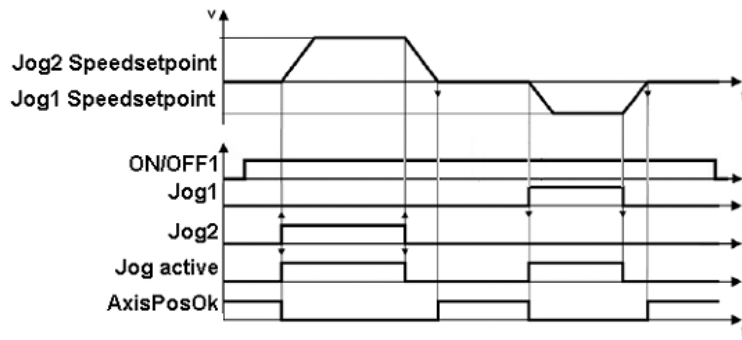 v
Jog2 Speedsetpoint
Jog1 Speedsetpoint
ON/OFF1
Jog1
Jog2
Jog active
AxisPosOk